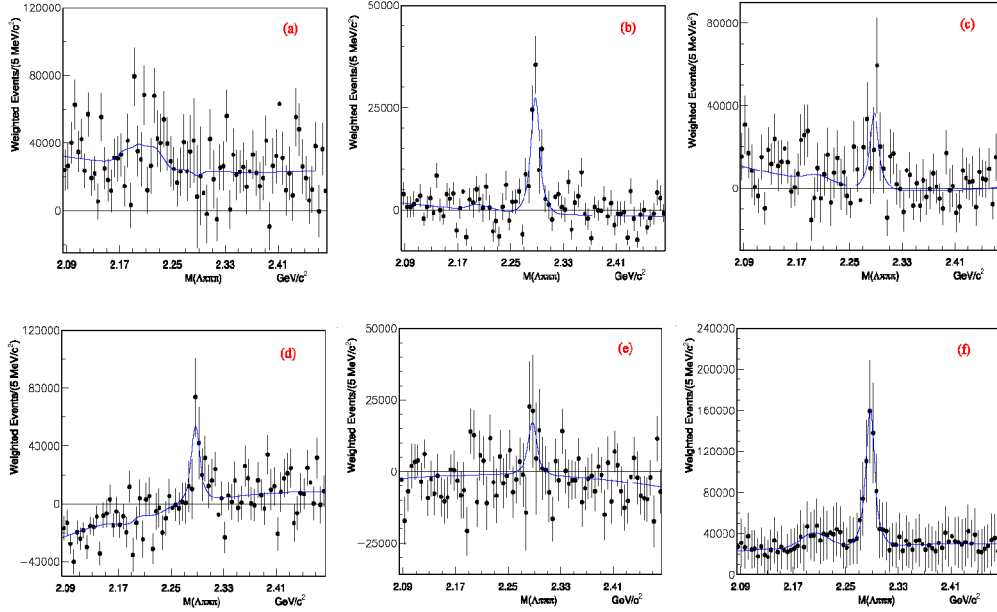 (a)
Weighted Events/(5 MeV/c²)
120000
80000
40000
0
2.09 2.17 2.25 2.33 2.41
M(Λπππ) GeV/c²
(b)
Weighted Events/(5 MeV/c²)
50000
25000
0
2.09 2.17 2.25 2.33 2.41
M(Λπππ) GeV/c²
(c)
Weighted Events/(5 MeV/c²)
80000
40000
0
2.09 2.17 2.25 2.33 2.41
M(Λπππ) GeV/c²
(d)
Weighted Events/(5 MeV/c²)
120000
80000
40000
0
−40000
2.09 2.17 2.25 2.33 2.41
M(Λπππ) GeV/c²
(e)
Weighted Events/(5 MeV/c²)
50000
25000
0
−25000
2.09 2.17 2.25 2.33 2.41
M(Λπππ) GeV/c²
(f)
Weighted Events/(5 MeV/c²)
240000
200000
160000
120000
80000
40000
0
2.09 2.17 2.25 2.33 2.41
M(Λπππ) GeV/c²